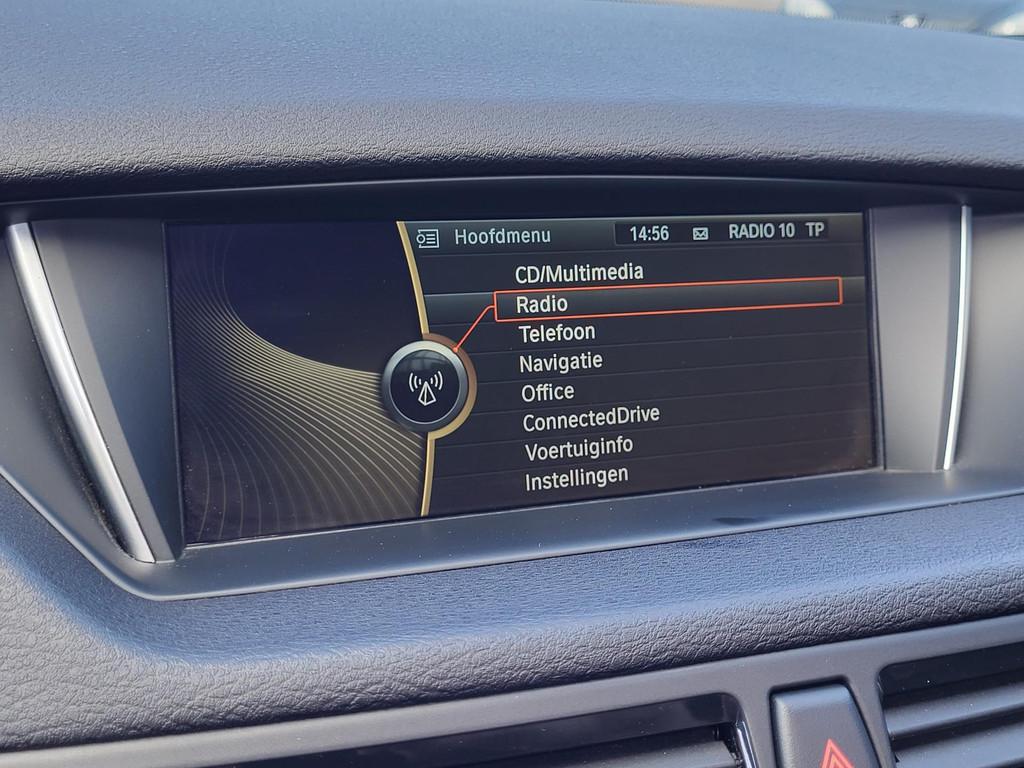 Hoofdmenu 14:56 RADIO 10 TP
CD/Multimedia
Radio
Telefoon
Navigatie
Office
ConnectedDrive
Voertuiginfo
Instellingen